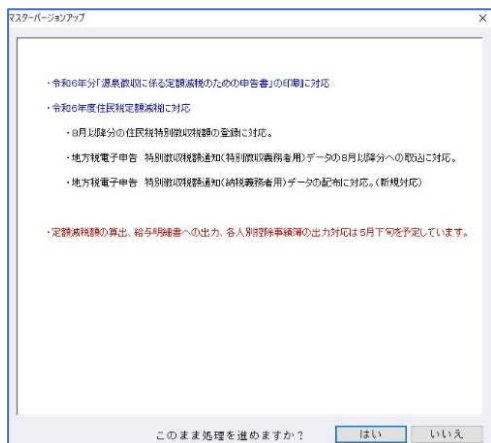 マスターバージョンアップ
・令和6年分「源泉徴収に係る定額減税のための申告書」の印刷に対応
・令和6年度住民税定額減税に対応
・8月以降分の住民税特別徴収税額の登録に対応。
・地方税電子申告 特別徴収税額通知(特別徴収義務者用)データの8月以降分への取込に対応。
・地方税電子申告 特別徴収税額通知(納税義務者用)データの配布に対応。(新規対応)
・定額減税額の算出、給与明細書への出力、各人別控除事績簿の出力対応は5月下旬を予定しています。
このまま処理を進めますか?
はい
いいえ